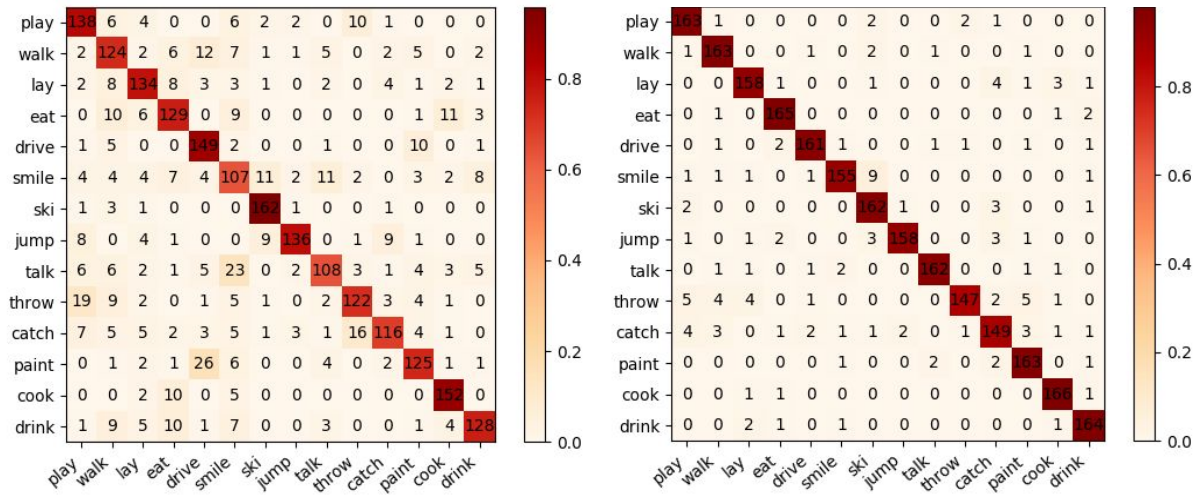 play 138 6 4 0 0 6 2 2 0 10 1 0 0 0
walk 2 124 2 6 12 7 1 1 5 0 2 5 0 2
lay 2 8 134 8 3 3 1 0 2 0 4 1 2 1
eat 0 10 6 129 0 9 0 0 0 0 0 1 11 3
drive 1 5 0 0 149 2 0 0 1 0 0 10 0 1
smile 4 4 4 7 4 107 11 2 11 2 0 3 2 8
ski 1 3 1 0 0 0 162 1 0 0 1 0 0 0
jump 8 0 4 1 0 0 9 136 0 1 9 1 0 0
talk 6 6 2 1 5 23 0 2 108 3 1 4 3 5
throw 19 9 2 0 1 5 1 0 2 122 3 4 1 0
catch 7 5 5 2 3 5 1 3 1 16 116 4 1 0
paint 0 1 2 1 26 6 0 0 4 0 2 125 1 1
cook 0 0 2 10 0 5 0 0 0 0 0 0 152 0
drink 1 9 5 10 1 7 0 0 3 0 0 1 4 128
play walk lay eat drive smile ski jump talk throw catch paint cook drink
0.8
0.6
0.4
0.2
0.0
play 163 1 0 0 0 0 2 0 0 2 1 0 0 0
walk 1 163 0 0 1 0 2 0 1 0 0 1 0 1
lay 0 0 158 1 0 0 1 0 0 0 4 1 3 1
eat 0 1 0 165 0 0 0 0 0 0 0 0 1 2
drive 0 1 1 0 2 161 1 0 1 1 0 1 0 1
smile 1 1 1 0 1 155 9 0 0 0 0 0 0 1
ski 2 0 0 0 0 0 162 1 0 0 3 0 0 1
jump 1 0 1 2 0 0 3 158 0 0 3 1 0 0
talk 0 1 1 0 1 2 0 0 162 0 0 1 1 0
throw 5 4 4 0 1 0 0 0 0 147 2 5 1 0
catch 4 3 0 1 2 1 1 2 0 1 149 3 1 1
paint 0 0 0 0 0 1 0 0 2 0 2 163 0 1
cook 0 0 1 1 0 0 0 0 0 0 0 0 166 1
drink 0 0 2 1 0 1 0 0 0 0 0 0 1 164
play walk lay eat drive smile ski jump talk throw catch paint cook drink
0.8
0.6
0.4
0.2
0.0